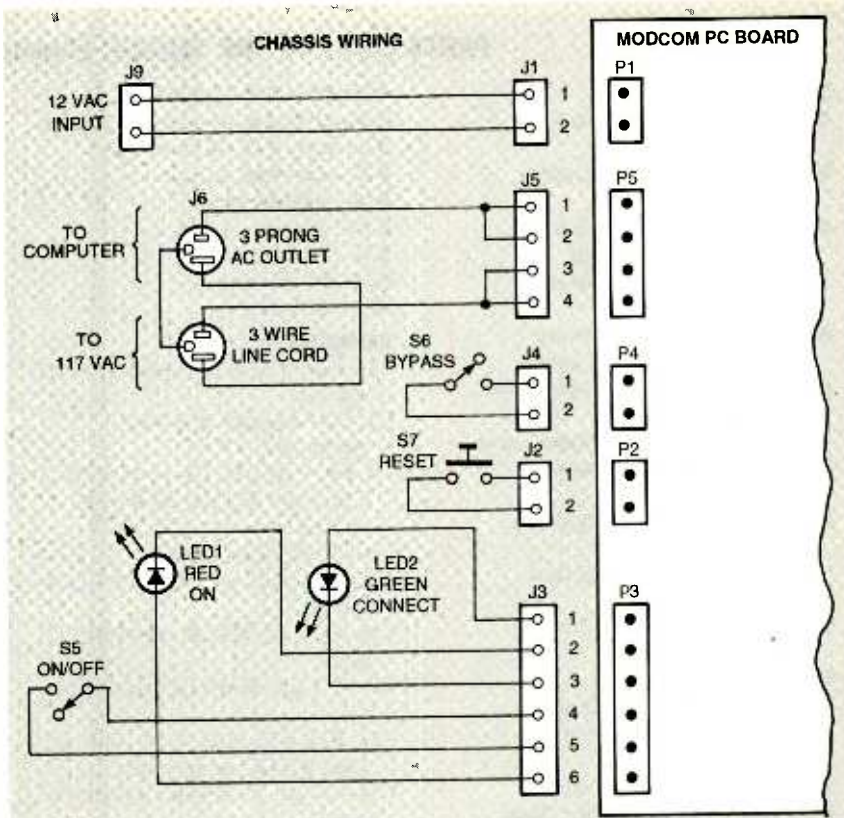 CHASSIS WIRING
MODCOM PC BOARD
J9
12 VAC
INPUT
J1
1
2
P1
TO
COMPUTER
J6
3 PRONG
AC OUTLET
J5
1
2
3
4
P5
TO
117 VAC
3 WIRE
LINE CORD
S6
BYPASS
J4
1
2
P4
S7
RESET
J2
1
2
P2
LED1
RED
ON
LED2
GREEN
CONNECT
S5
ON/OFF
J3
1
2
3
4
5
6
P3